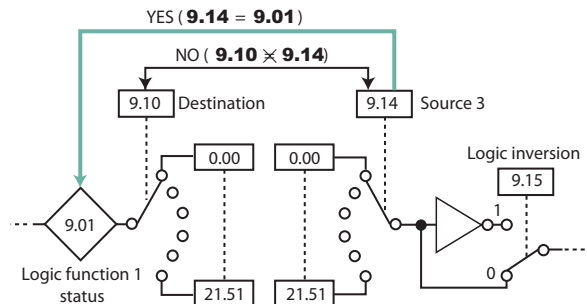 YES ( 9.14 = 9.01)
NO ( 9.10 ≍ 9.14)
9.10 Destination
9.14 Source 3
0.00
0.00
Logic inversion
9.15
9.01
1
0
Logic function 1
status
21.51
21.51